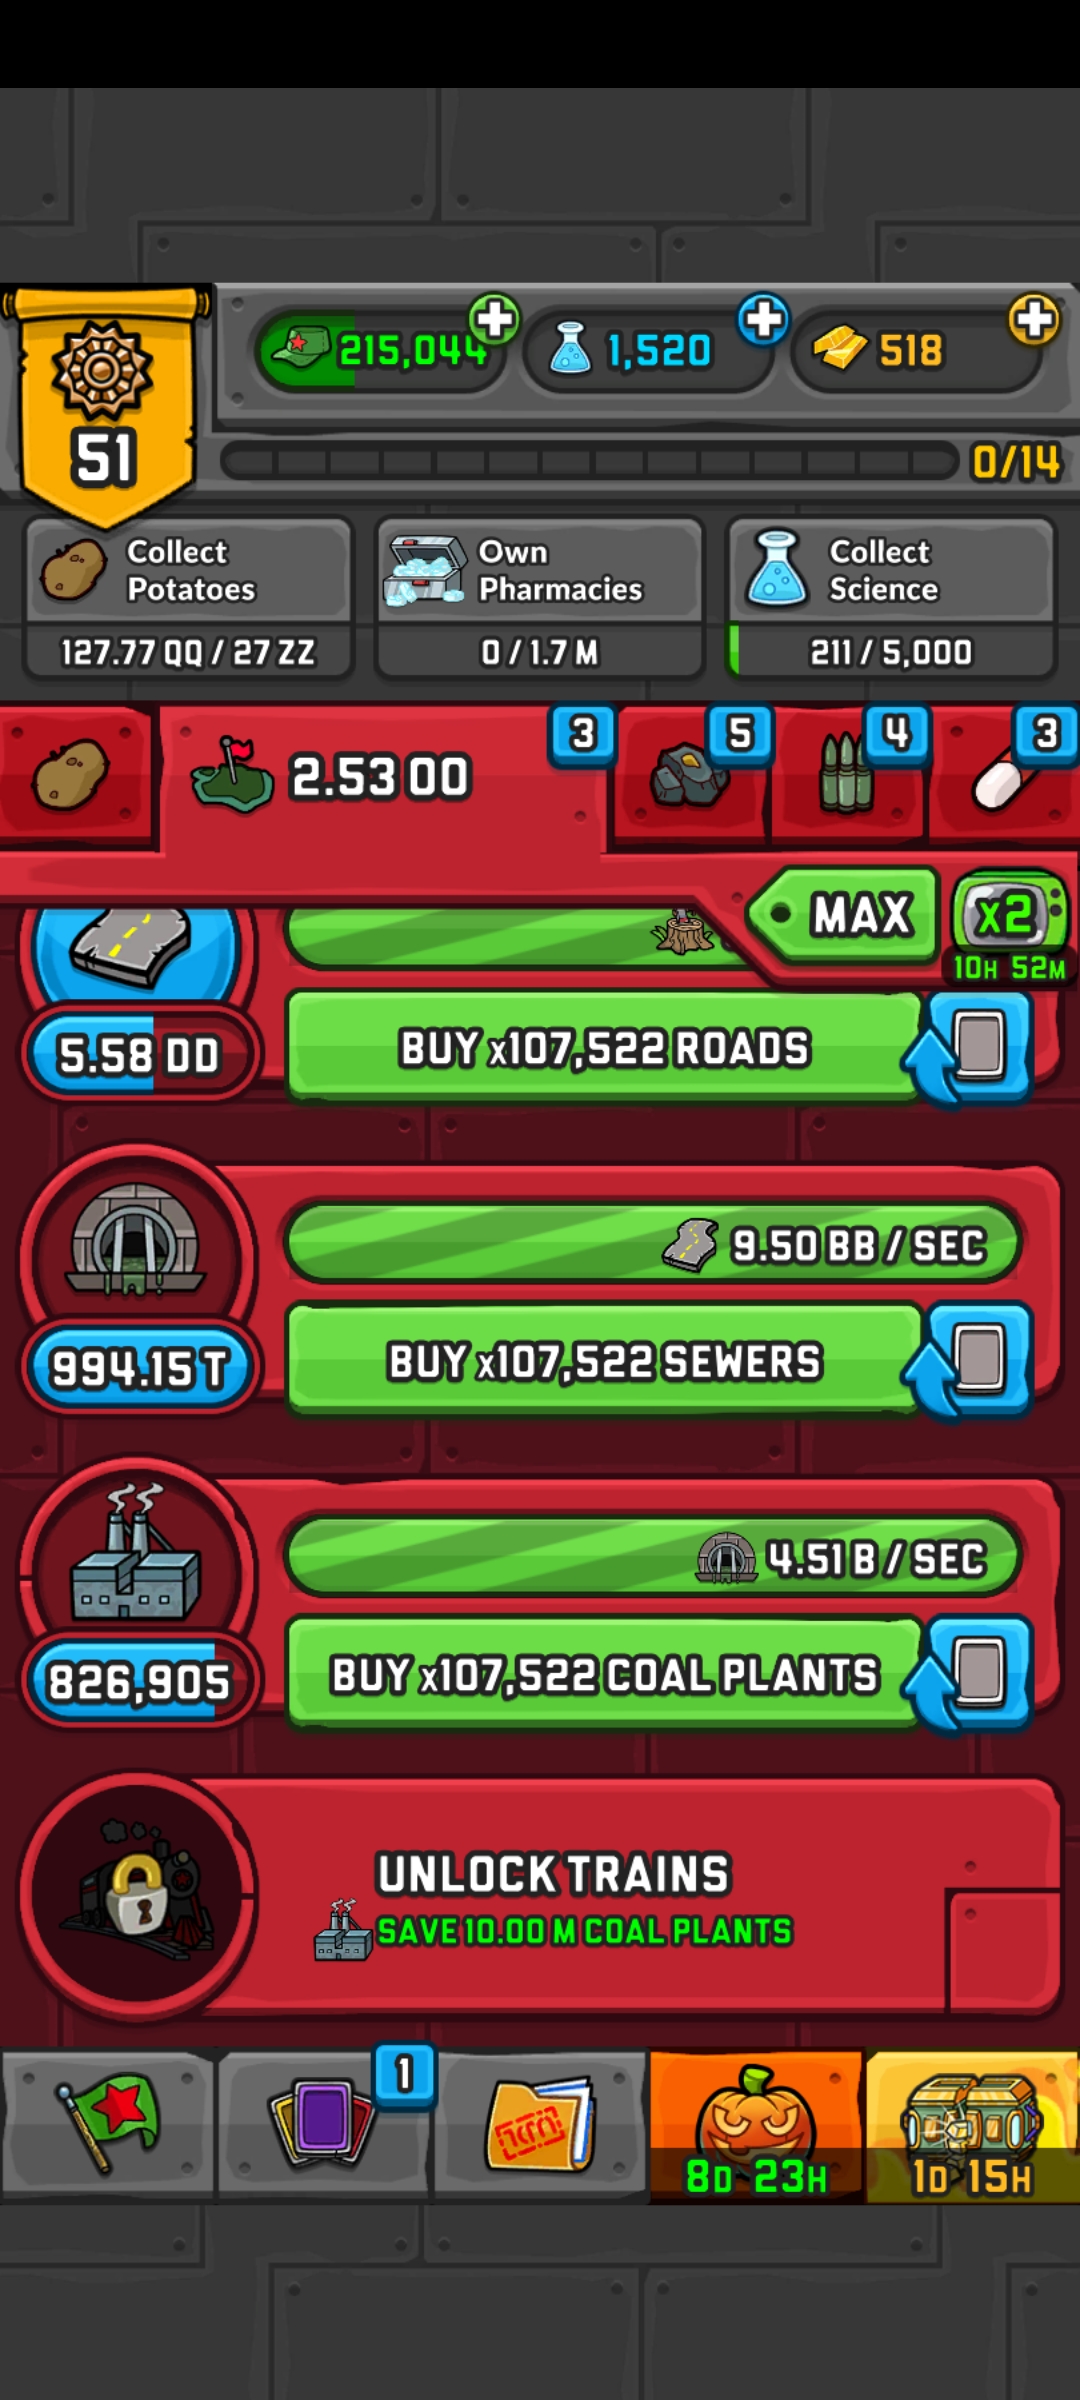 215,044
1,520
518
51
0/14
Collect
Potatoes
127.77 QQ / 27 ZZ
Own
Pharmacies
0 / 1.7 M
Collect
Science
211 / 5,000
2.53 OO
3
5
4
3
MAX
x2
10H 52M
5.58 DD
BUY x107,522 ROADS
9.50 BB / SEC
994.15 T
BUY x107,522 SEWERS
4.51 B / SEC
826,905
BUY x107,522 COAL PLANTS
UNLOCK TRAINS
SAVE 10.00 M COAL PLANTS
1
8D 23H
1D 15H